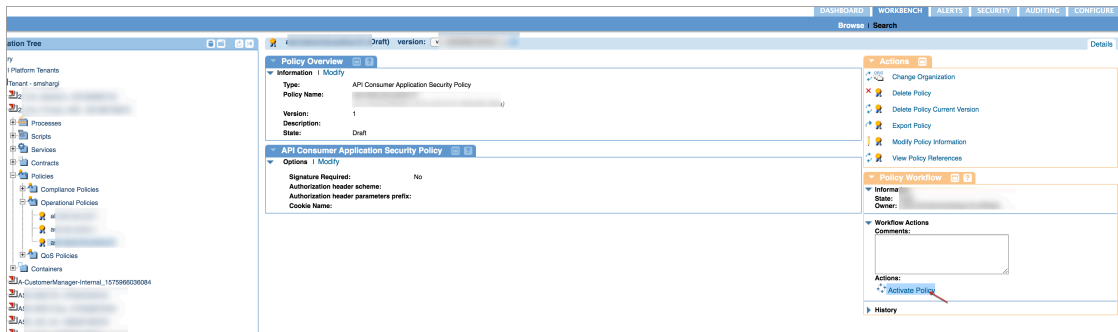 DASHBOARD WORKBENCH ALERTS SECURITY AUDITING CONFIGURE
Browse | Search
ation Tree
Draft) version: v
Details
ry
l Platform Tenants
Tenant - smshargi
Processes
Scripts
Services
Contracts
Policies
Compliance Policies
Operational Policies
QoS Policies
Containers
A-CustomerManager-Internal_1575966036084
Policy Overview
Information | Modify
Type: API Consumer Application Security Policy
Policy Name:
Version: 1
Description:
State: Draft
API Consumer Application Security Policy
Options | Modify
Signature Required: No
Authorization header scheme:
Authorization header parameters prefix:
Cookie Name:
Actions
Change Organization
Delete Policy
Delete Policy Current Version
Export Policy
Modify Policy Information
View Policy References
Policy Workflow
Informa
State:
Owner:
Workflow Actions
Comments:
Actions:
Activate Policy
History